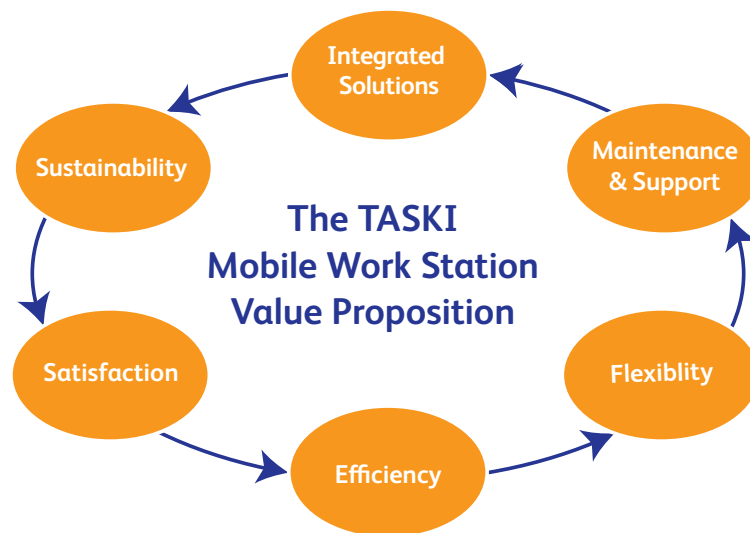 Integrated
Solutions
Sustainability
Maintenance
& Support
The TASKI
Mobile Work Station
Value Proposition
Satisfaction
Flexiblity
Efficiency